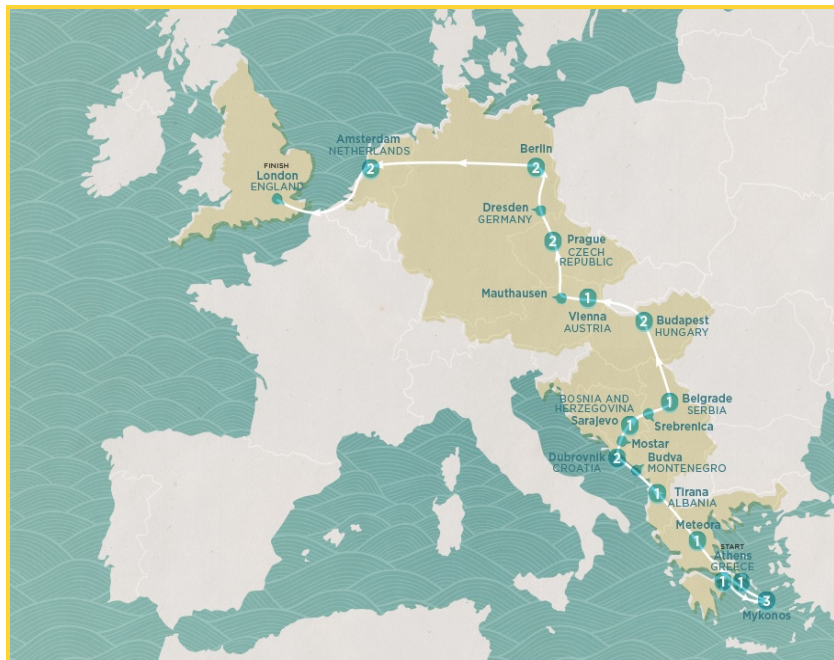 Amsterdam
NETHERLANDS
2
Berlin
2
FINISH
London
ENGLAND
Dresden
GERMANY
2
Prague
CZECH
REPUBLIC
Mauthausen
1
Vienna
AUSTRIA
2
Budapest
HUNGARY
1
Belgrade
SERBIA
BOSNIA AND
HERZEGOVINA
Sarajevo
1
Srebrenica
Mostar
Dubrovnik
CROATIA
2
Budva
MONTENEGRO
1
Tirana
ALBANIA
Meteora
1
START
Athens
GREECE
1
1
3
Mykonos